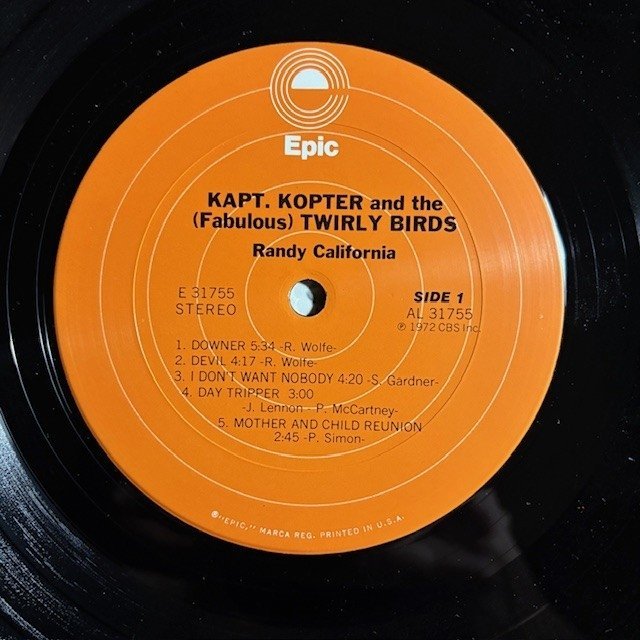 Epic
KAPT. KOPTER and the
(Fabulous) TWIRLY BIRDS
Randy California
E 31755
STEREO
SIDE 1
AL 31755
℗ 1972 CBS Inc.
1. DOWNER 5:34 -R. Wolfe-
2. DEVIL 4:17 -R. Wolfe-
3. I DON'T WANT NOBODY 4:20 -S. Gardner-
4. DAY TRIPPER 3:00
-J. Lennon - P. McCartney-
5. MOTHER AND CHILD REUNION
2:45 -P. Simon-
®"EPIC," MARCA REG. PRINTED IN U.S.A.